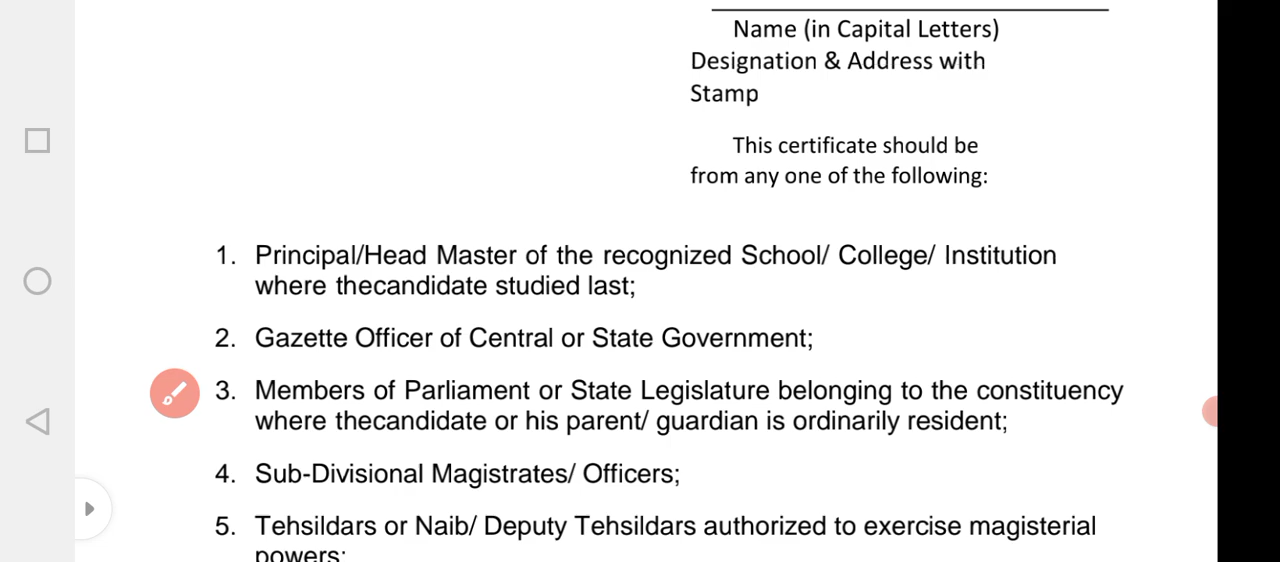 Name (in Capital Letters)
Designation & Address with
Stamp
This certificate should be
from any one of the following:
1. Principal/Head Master of the recognized School/ College/ Institution
where thecandidate studied last;
2. Gazette Officer of Central or State Government;
3. Members of Parliament or State Legislature belonging to the constituency
where thecandidate or his parent/ guardian is ordinarily resident;
4. Sub-Divisional Magistrates/ Officers;
5. Tehsildars or Naib/ Deputy Tehsildars authorized to exercise magisterial
powers;